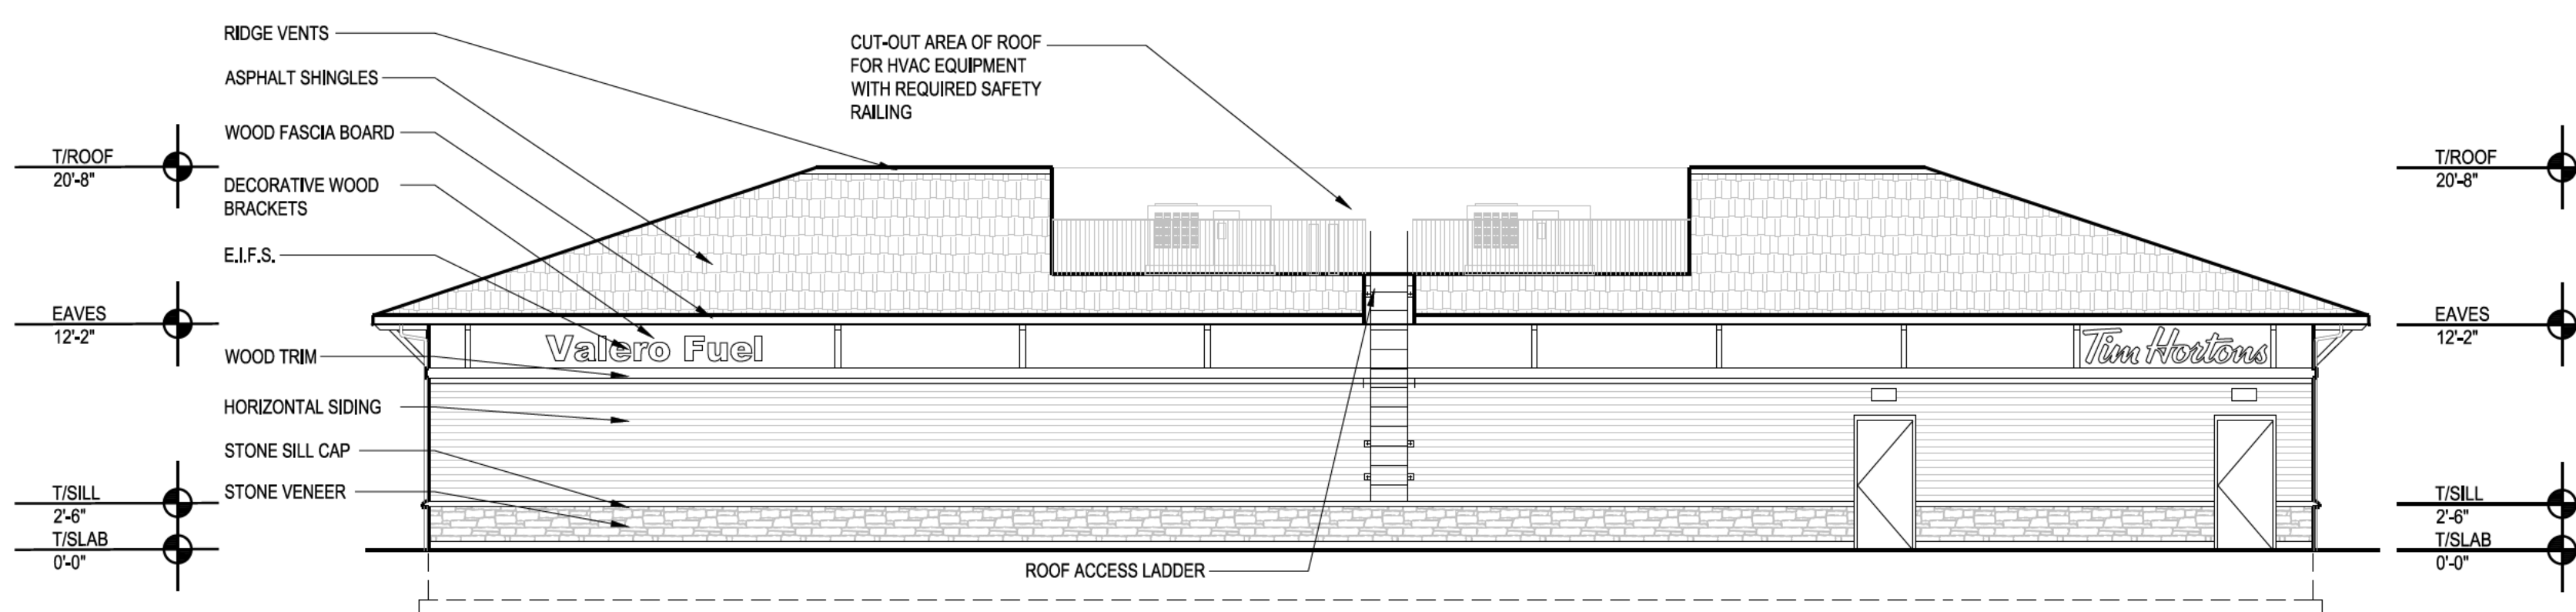 RIDGE VENTS
ASPHALT SHINGLES
WOOD FASCIA BOARD
DECORATIVE WOOD
BRACKETS
E.I.F.S.
WOOD TRIM
HORIZONTAL SIDING
STONE SILL CAP
STONE VENEER
CUT-OUT AREA OF ROOF
FOR HVAC EQUIPMENT
WITH REQUIRED SAFETY
RAILING
T/ROOF
20'-8"
EAVES
12'-2"
T/SILL
2'-6"
T/SLAB
0'-0"
Valero Fuel
Tim Hortons
ROOF ACCESS LADDER
T/ROOF
20'-8"
EAVES
12'-2"
T/SILL
2'-6"
T/SLAB
0'-0"